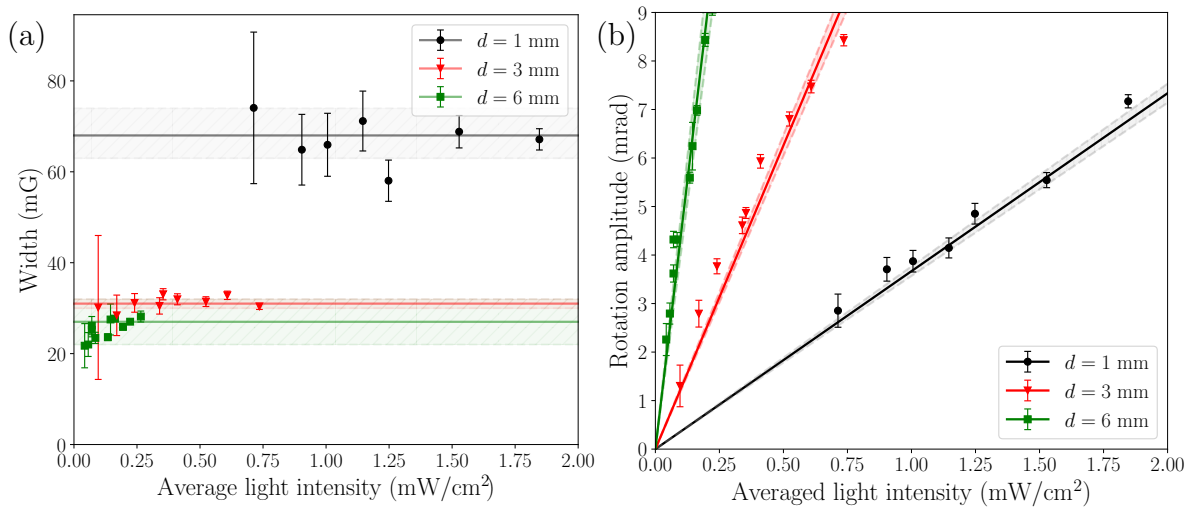 (a)
d = 1 mm
d = 3 mm
d = 6 mm
Width (mG)
80
60
40
20
0
0.00 0.25 0.50 0.75 1.00 1.25 1.50 1.75 2.00
Average light intensity (mW/cm²)
(b)
Rotation amplitude (mrad)
9
8
7
6
5
4
3
2
1
0
d = 1 mm
d = 3 mm
d = 6 mm
0.00 0.25 0.50 0.75 1.00 1.25 1.50 1.75 2.00
Averaged light intensity (mW/cm²)